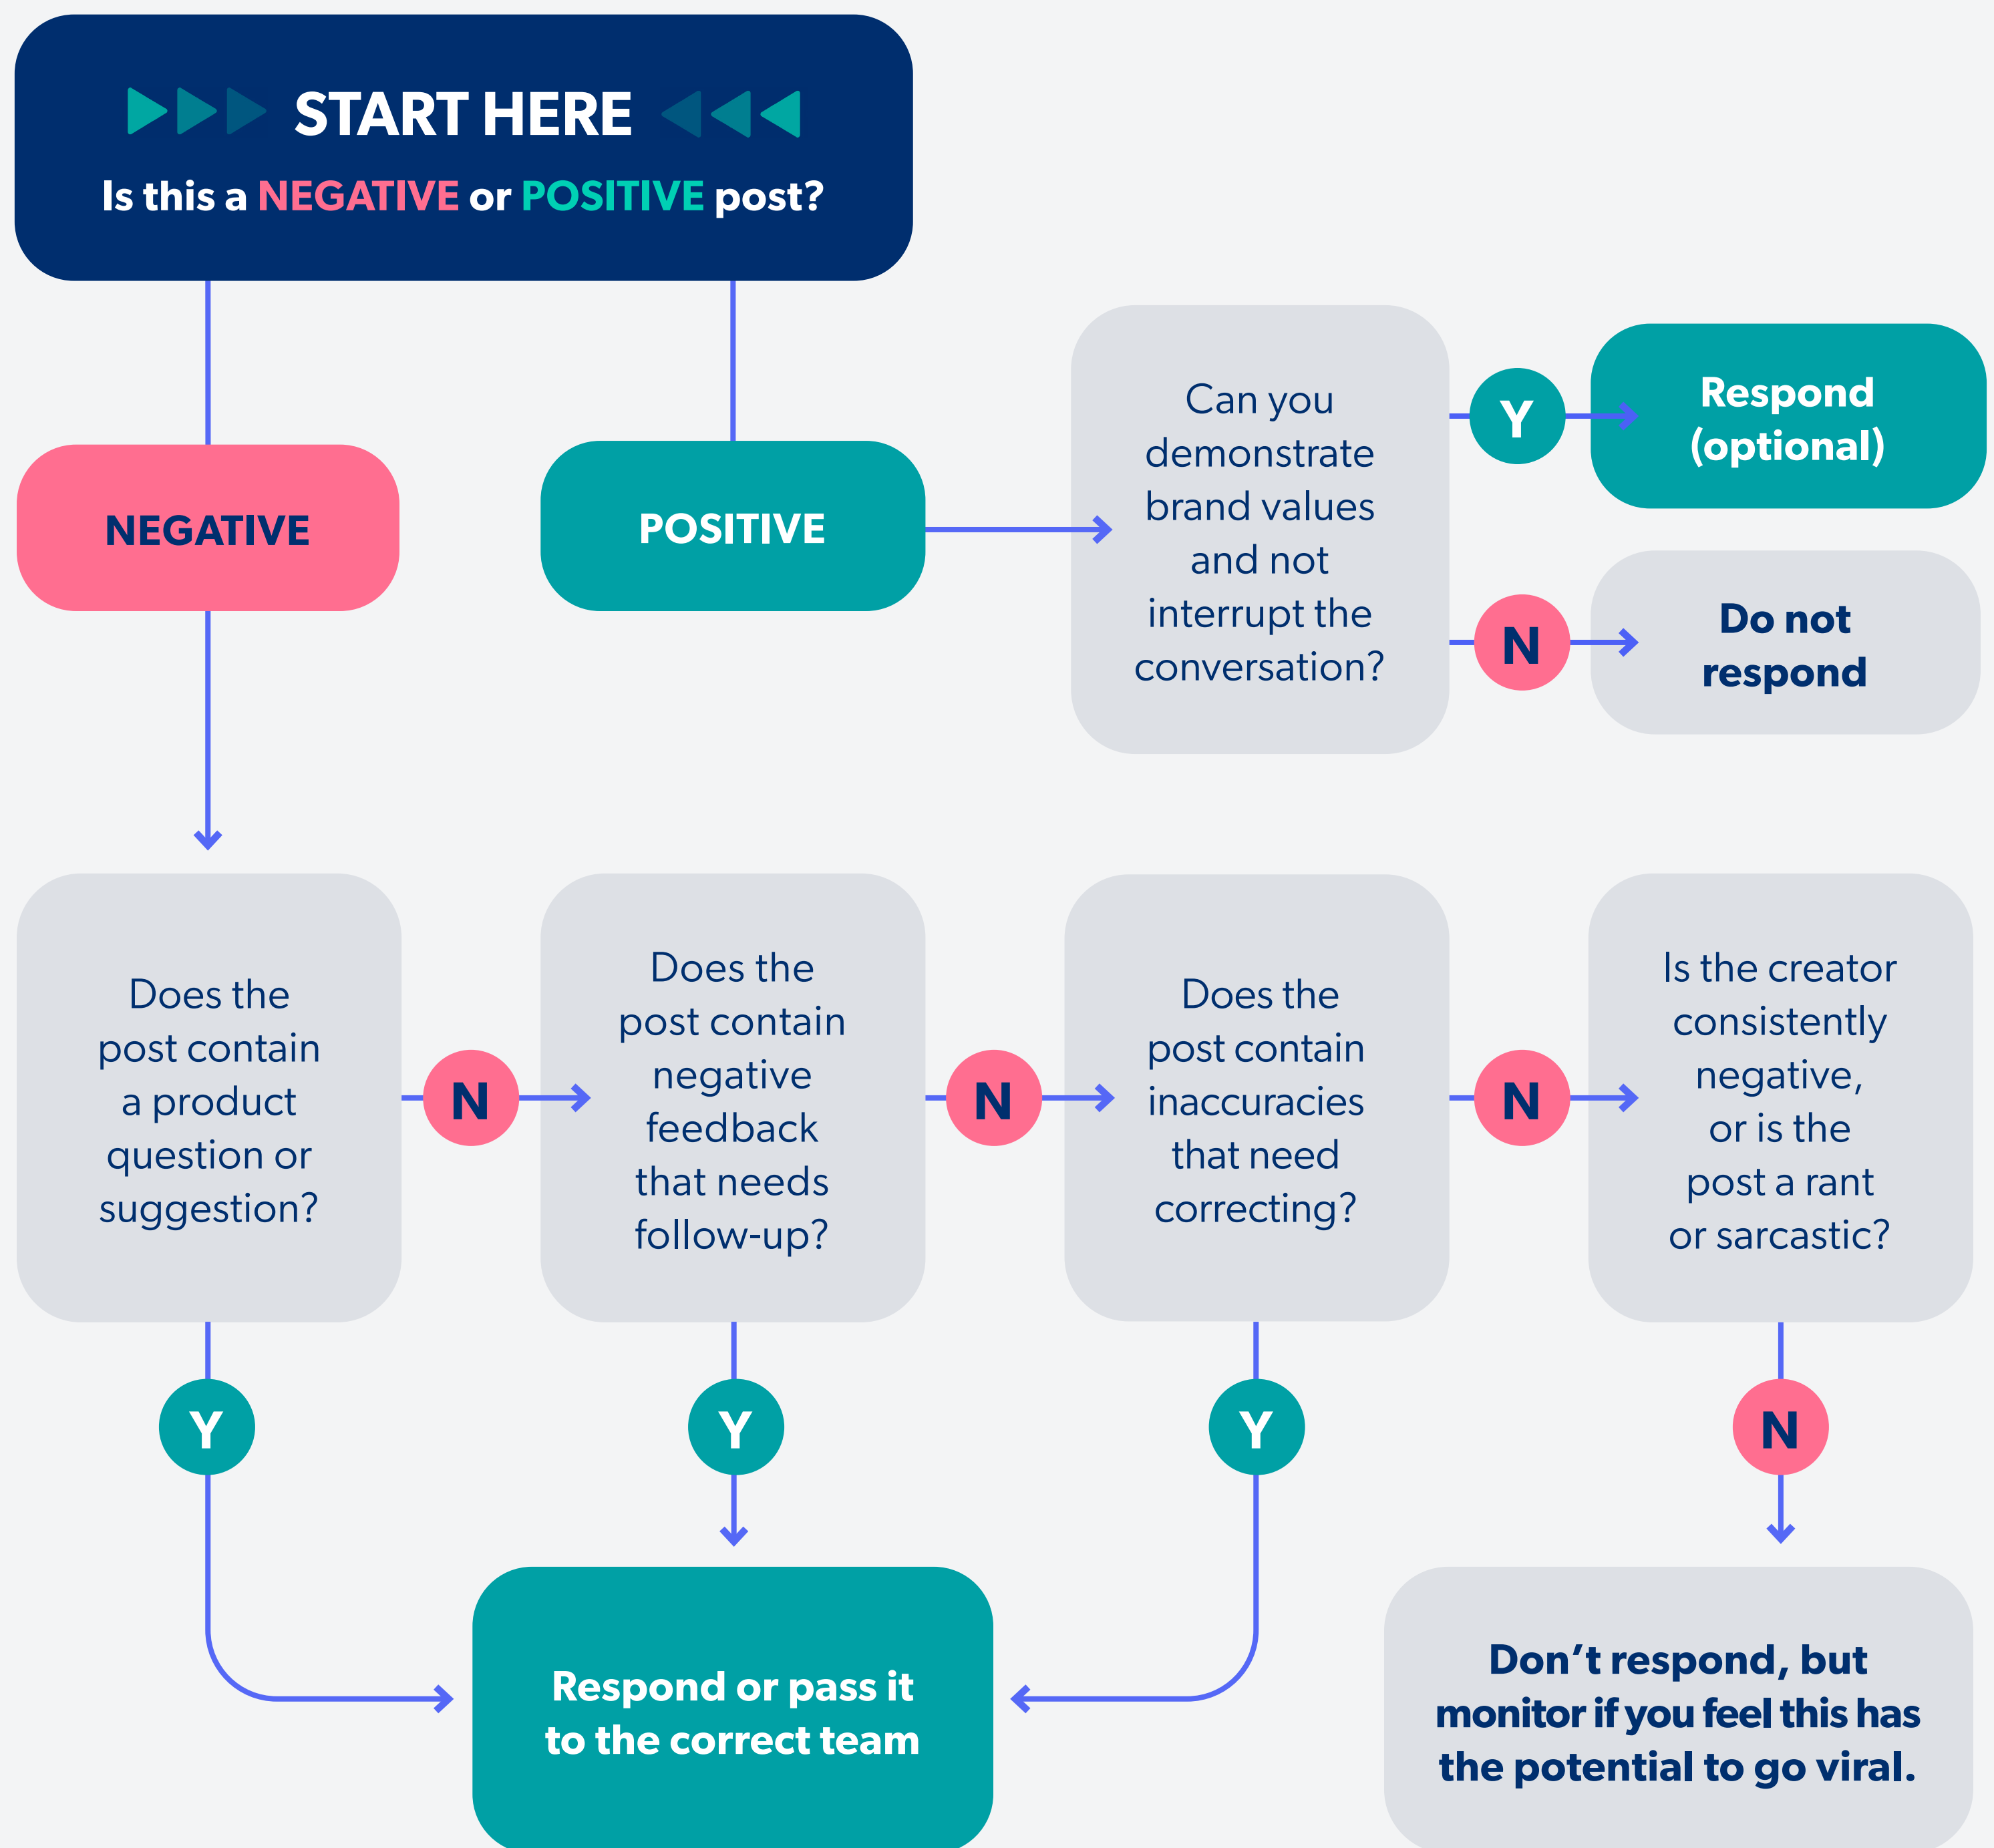 START HERE
Is this a NEGATIVE or POSITIVE post?
NEGATIVE
POSITIVE
Can you
demonstrate
brand values
and not
interrupt the
conversation?
Y
Respond
(optional)
N
Do not
respond
Does the
post contain
a product
question or
suggestion?
N
Does the
post contain
negative
feedback
that needs
follow-up?
N
Does the
post contain
inaccuracies
that need
correcting?
N
Is the creator
consistently
negative,
or is the
post a rant
or sarcastic?
Y
Y
Y
N
Respond or pass it
to the correct team
Don’t respond, but
monitor if you feel this has
the potential to go viral.